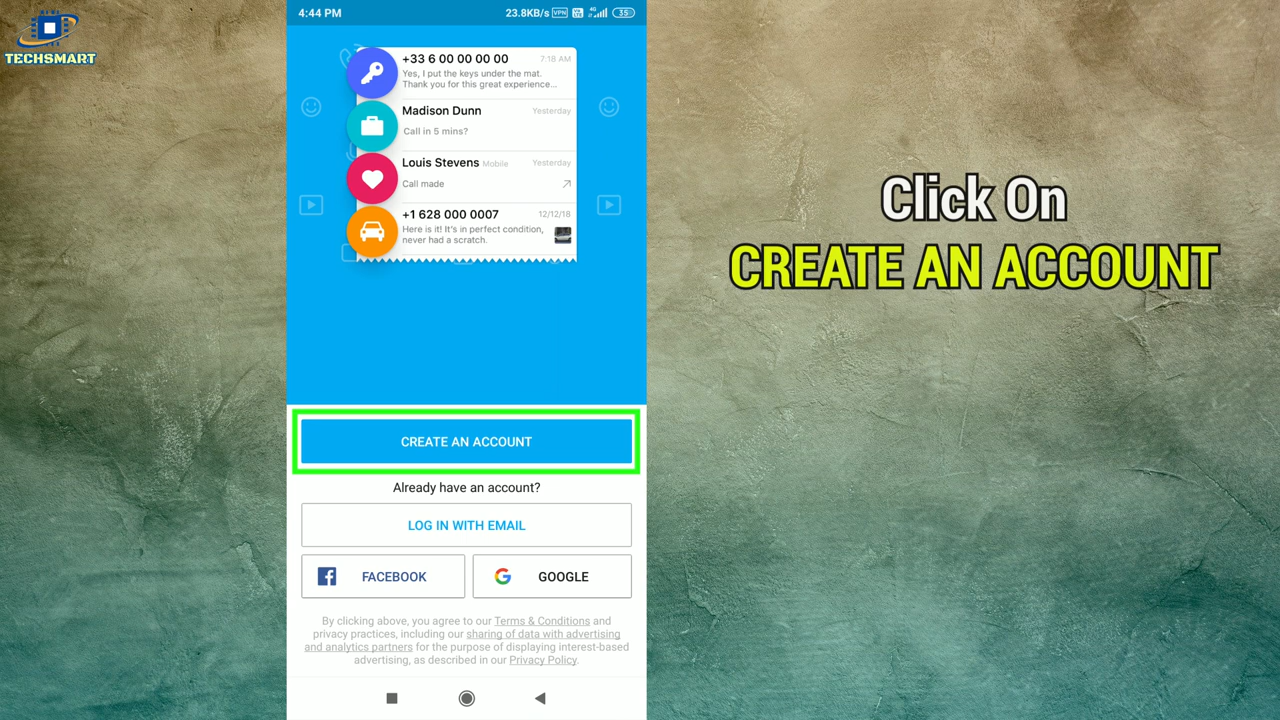 TECHSMART
4:44 PM
23.8KB/s VPN 4G 35
+33 6 00 00 00 00 7:18 AM
Yes, I put the keys under the mat.
Thank you for this great experience...
Madison Dunn Yesterday
Call in 5 mins?
Louis Stevens Mobile Yesterday
Call made
+1 628 000 0007 12/12/18
Here is it! It's in perfect condition,
never had a scratch.
Click On
CREATE AN ACCOUNT
CREATE AN ACCOUNT
Already have an account?
LOG IN WITH EMAIL
FACEBOOK
GOOGLE
By clicking above, you agree to our Terms & Conditions and
privacy practices, including our sharing of data with advertising
and analytics partners for the purpose of displaying interest-based
advertising, as described in our Privacy Policy.